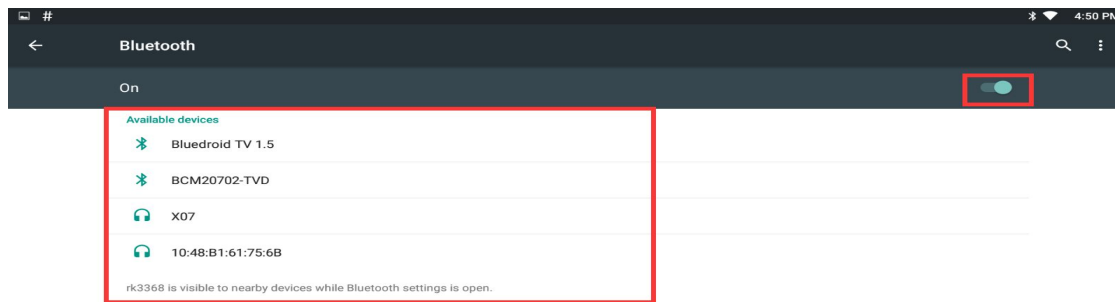 # 4:50 PM
Bluetooth
On
Available devices
Bluedroid TV 1.5
BCM20702-TVD
X07
10:48:B1:61:75:6B
rk3368 is visible to nearby devices while Bluetooth settings is open.